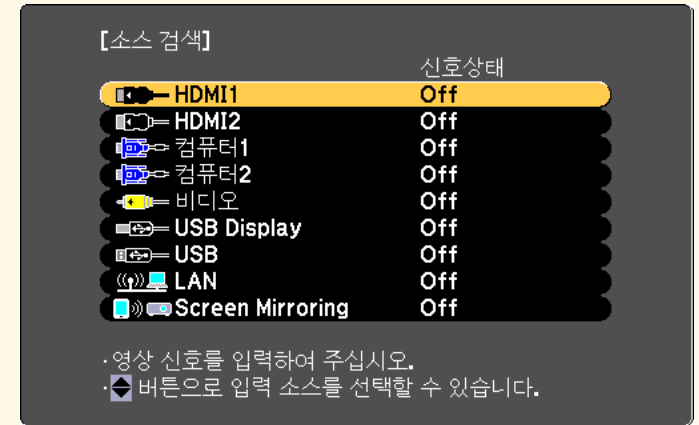 [소스 검색]
신호상태
HDMI1 Off
HDMI2 Off
컴퓨터1 Off
컴퓨터2 Off
비디오 Off
USB Display Off
USB Off
LAN Off
Screen Mirroring Off
·영상 신호를 입력하여 주십시오.
· 버튼으로 입력 소스를 선택할 수 있습니다.